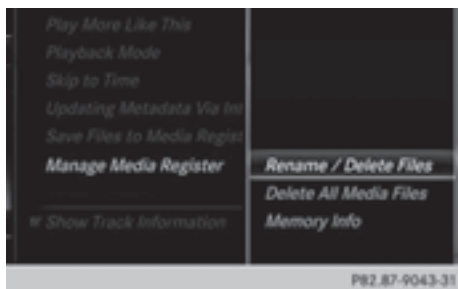 Play More Like This
Playback Mode
Skip to Time
Updating Metadata Via Int
Save Files to Media Regist
Manage Media Register
Rename / Delete Files
Delete All Media Files
Show Track Information
Memory Info
P82.87-9043-31